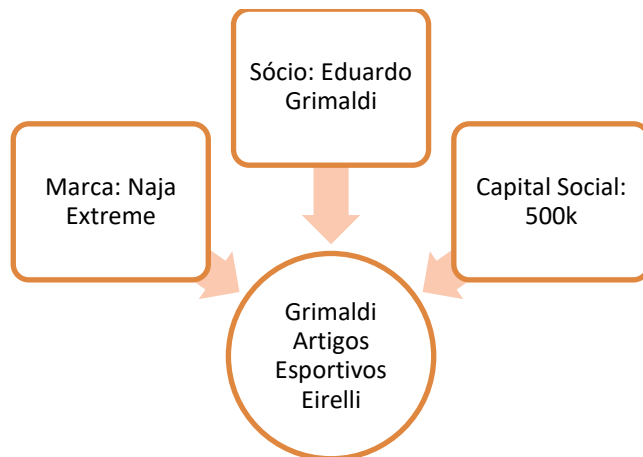 Sócio: Eduardo
Grimaldi
Marca: Naja
Extreme
Capital Social:
500k
Grimaldi
Artigos
Esportivos
Eirelli